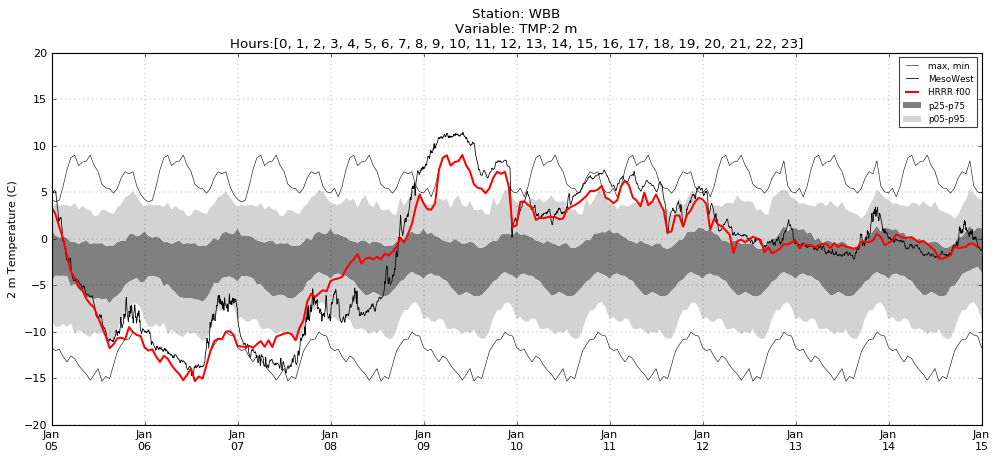 Station: WBB
Variable: TMP:2 m
Hours:[0, 1, 2, 3, 4, 5, 6, 7, 8, 9, 10, 11, 12, 13, 14, 15, 16, 17, 18, 19, 20, 21, 22, 23]
20
15
10
5
0
−5
−10
−15
−20
2 m Temperature (C)
max, min
MesoWest
HRRR f00
p25-p75
p05-p95
Jan Jan Jan Jan Jan Jan Jan Jan Jan Jan Jan
05 06 07 08 09 10 11 12 13 14 15